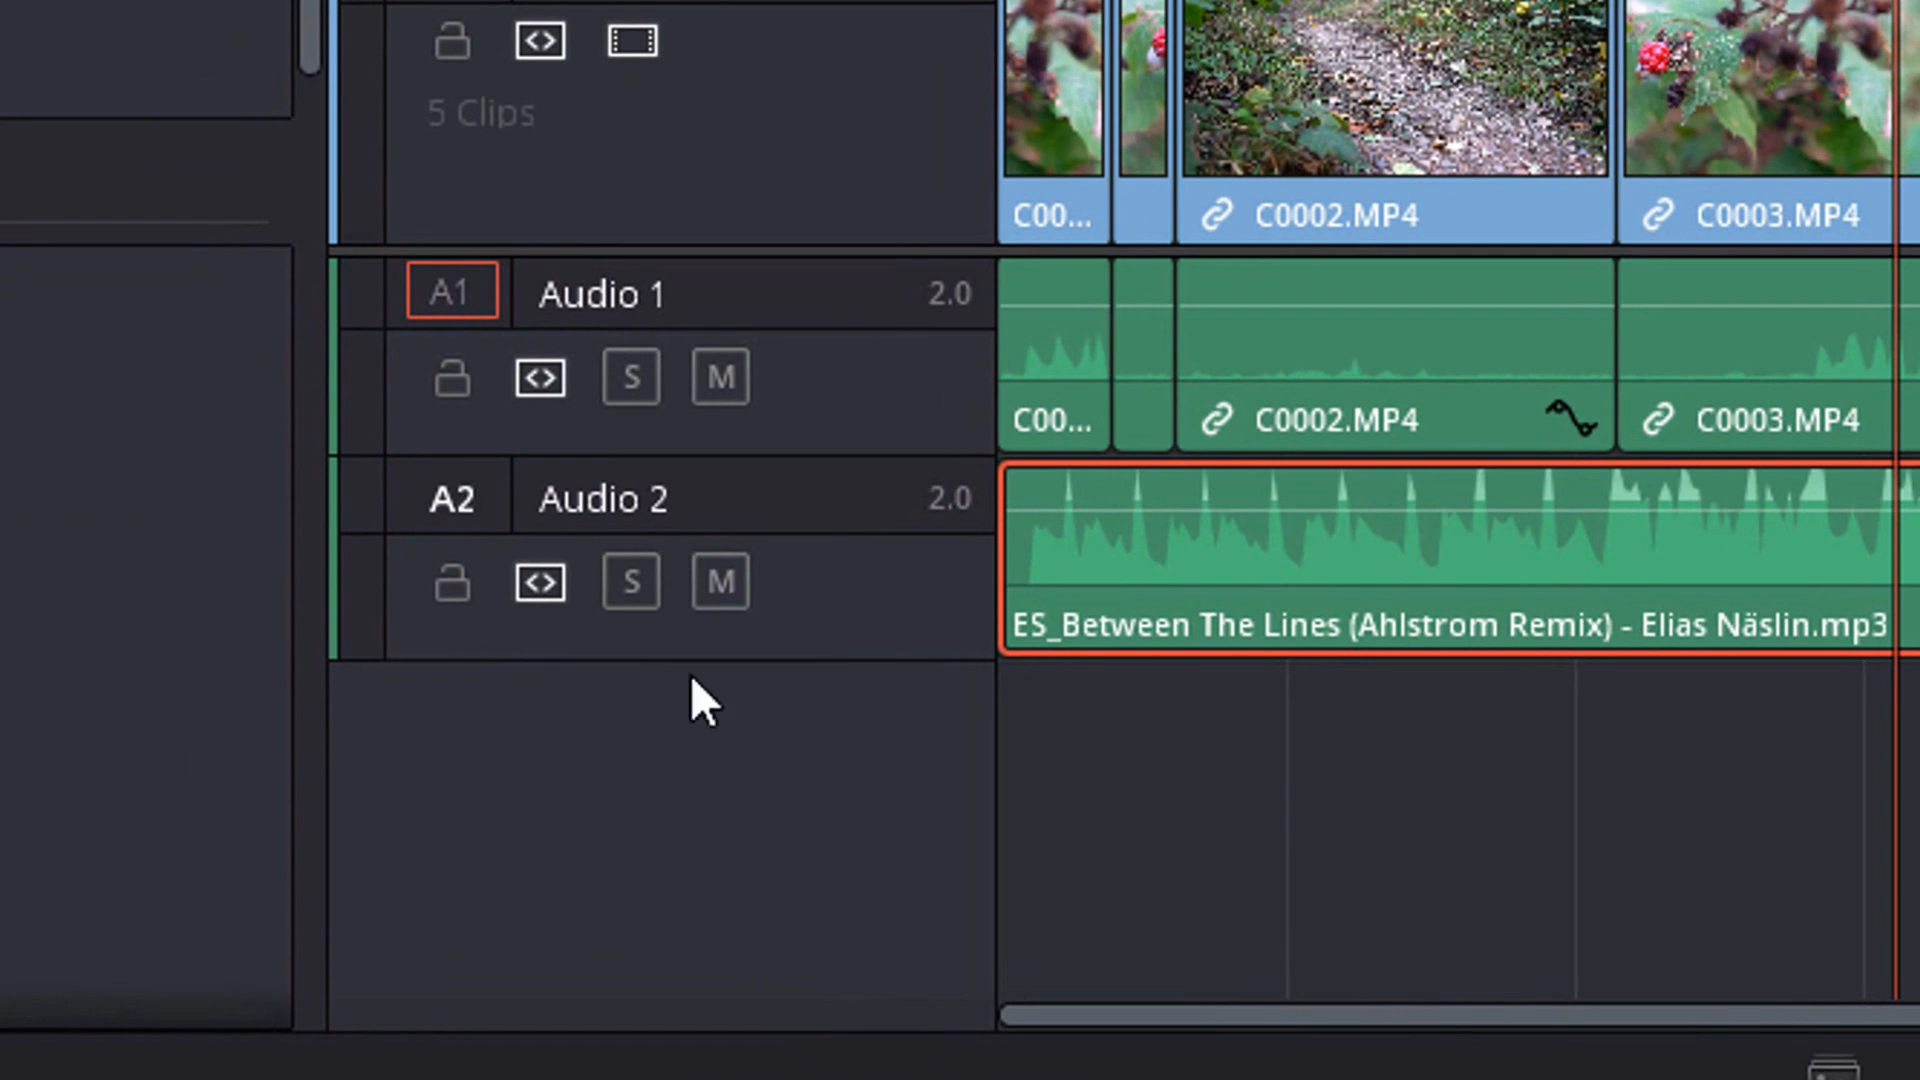 5 Clips
C00...
C0002.MP4
C0003.MP4
A1
Audio 1
2.0
S
M
C00...
C0002.MP4
C0003.MP4
A2
Audio 2
2.0
S
M
ES_Between The Lines (Ahlstrom Remix) - Elias Näslin.mp3